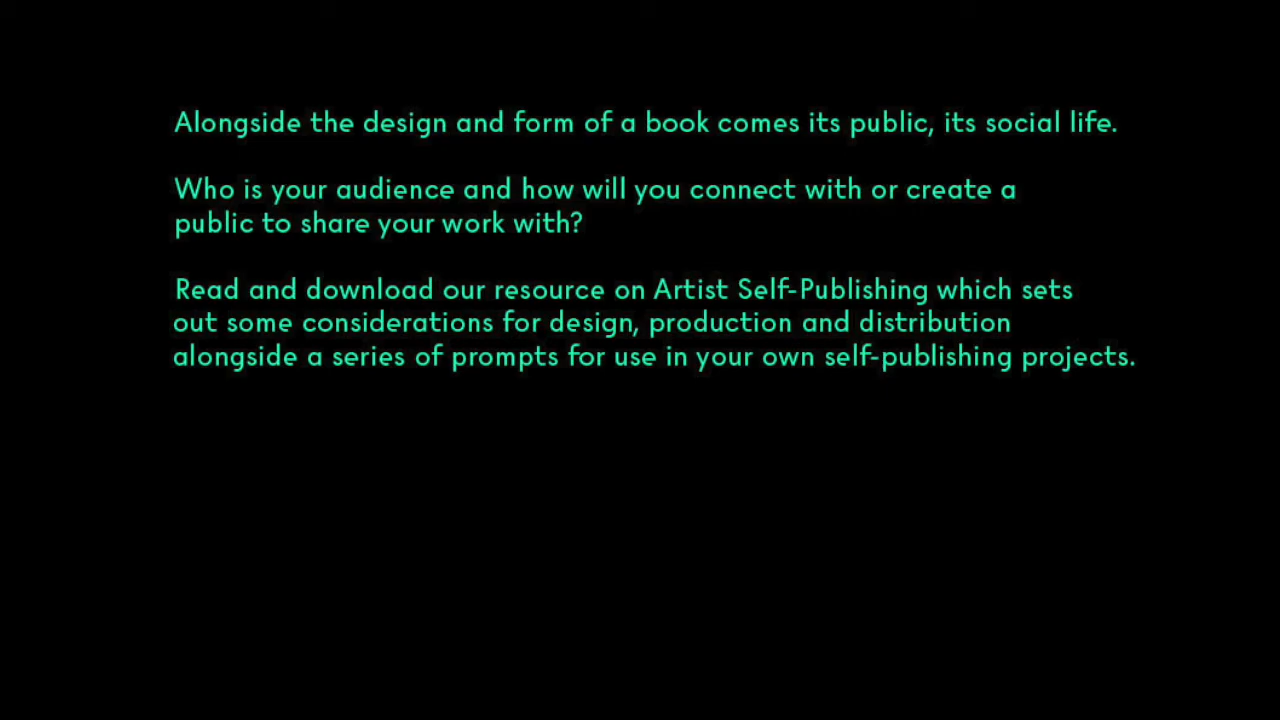 Alongside the design and form of a book comes its public, its social life.
Who is your audience and how will you connect with or create a
public to share your work with?
Read and download our resource on Artist Self-Publishing which sets
out some considerations for design, production and distribution
alongside a series of prompts for use in your own self-publishing projects.